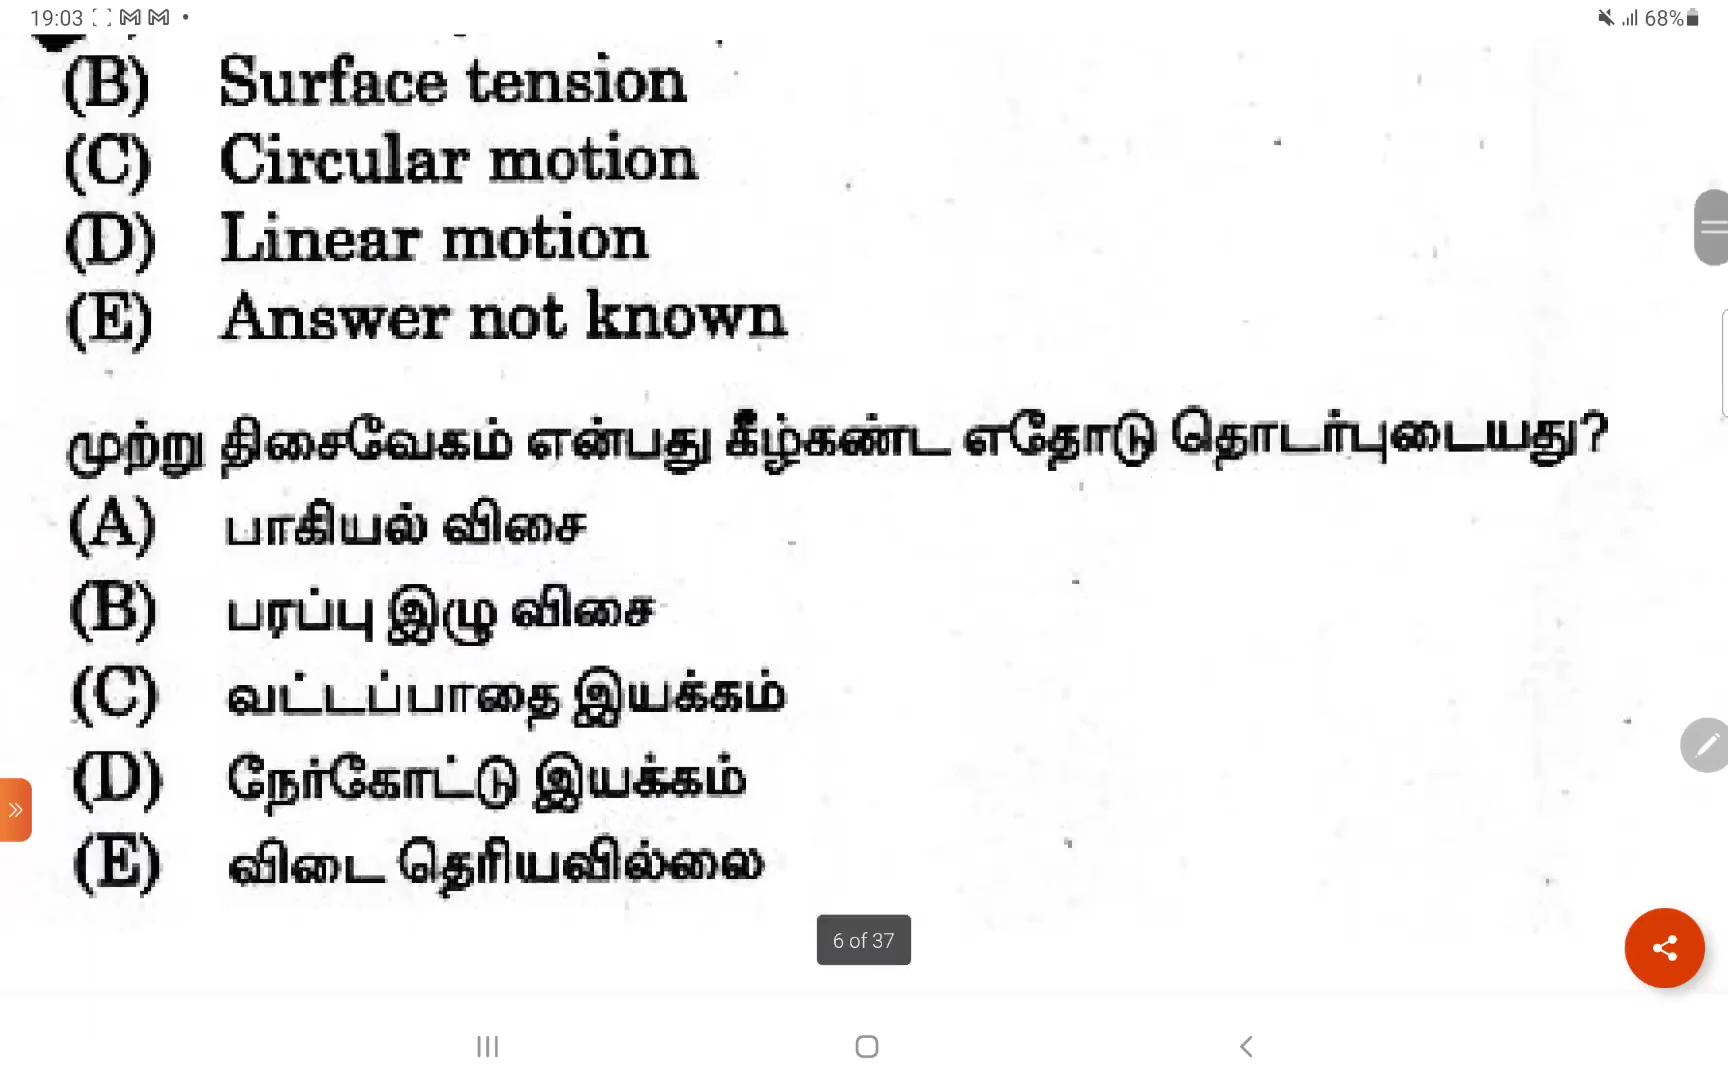 19:03
68%
(B) Surface tension
(C) Circular motion
(D) Linear motion
(E) Answer not known
முற்று திசைவேகம் என்பது கீழ்கண்ட எதோடு தொடர்புடையது?
(A) பாகியல் விசை
(B) பரப்பு இழு விசை
(C) வட்டப்பாதை இயக்கம்
(D) நேர்கோட்டு இயக்கம்
(E) விடை தெரியவில்லை
6 of 37